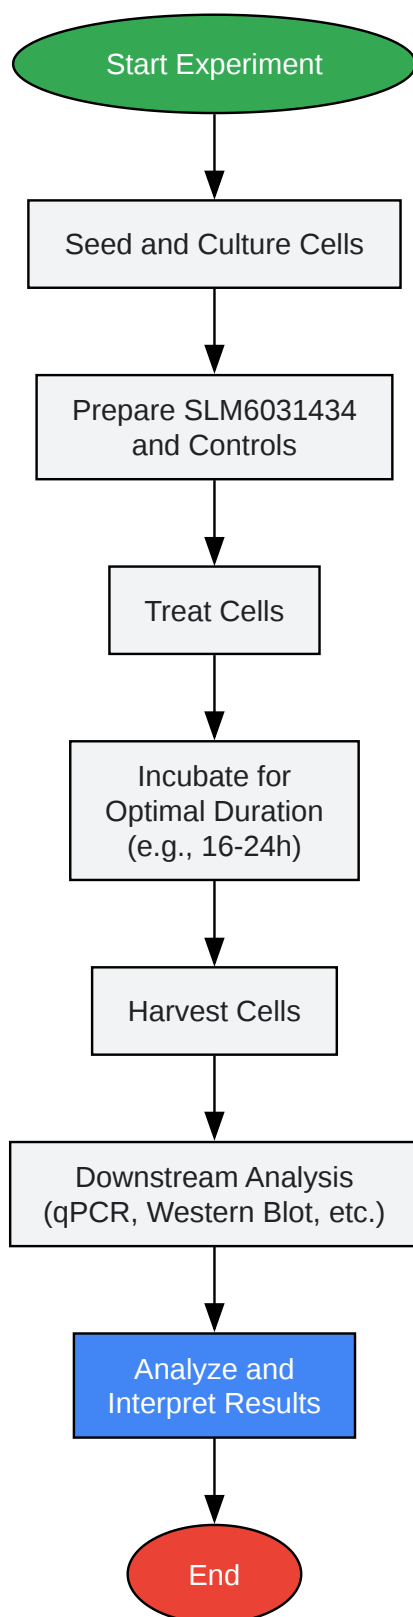 Start Experiment
Seed and Culture Cells
Prepare SLM6031434
and Controls
Treat Cells
Incubate for
Optimal Duration
(e.g., 16-24h)
Harvest Cells
Downstream Analysis
(qPCR, Western Blot, etc.)
Analyze and
Interpret Results
End